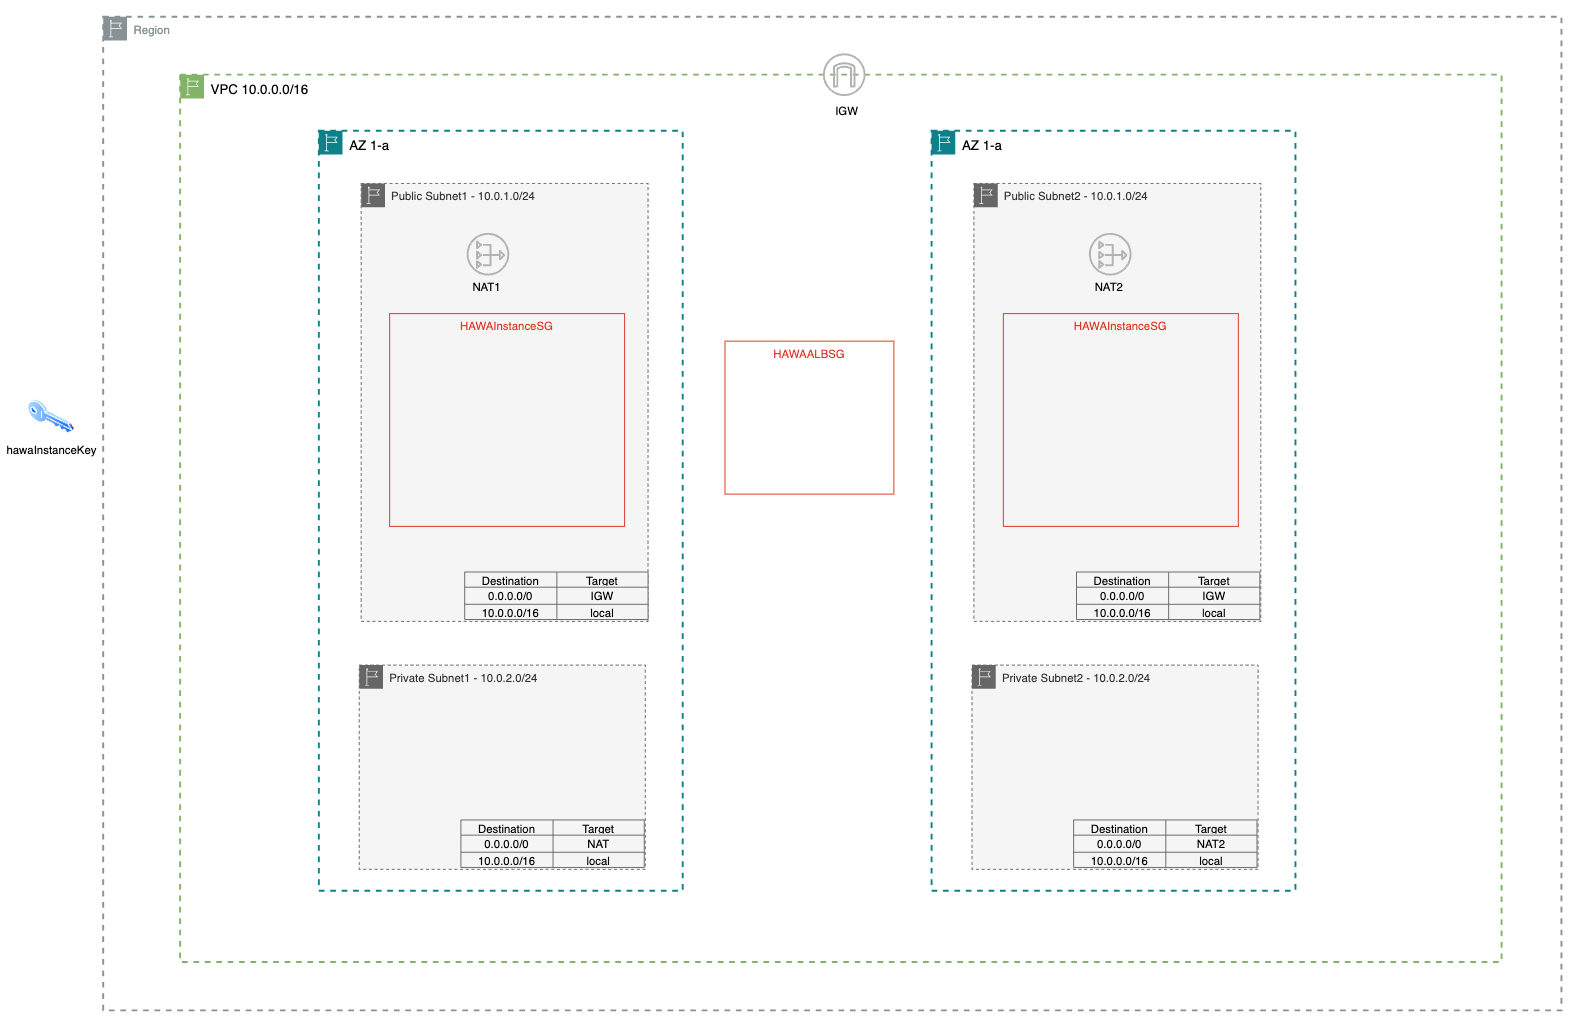 Region
VPC 10.0.0.0/16
IGW
AZ 1-a
Public Subnet1 - 10.0.1.0/24
NAT1
HAWAInstanceSG
Destination Target
0.0.0.0/0 IGW
10.0.0.0/16 local
Private Subnet1 - 10.0.2.0/24
Destination Target
0.0.0.0/0 NAT
10.0.0.0/16 local
HAWAALBSG
AZ 1-a
Public Subnet2 - 10.0.1.0/24
NAT2
HAWAInstanceSG
Destination Target
0.0.0.0/0 IGW
10.0.0.0/16 local
Private Subnet2 - 10.0.2.0/24
Destination Target
0.0.0.0/0 NAT2
10.0.0.0/16 local
hawaInstanceKey